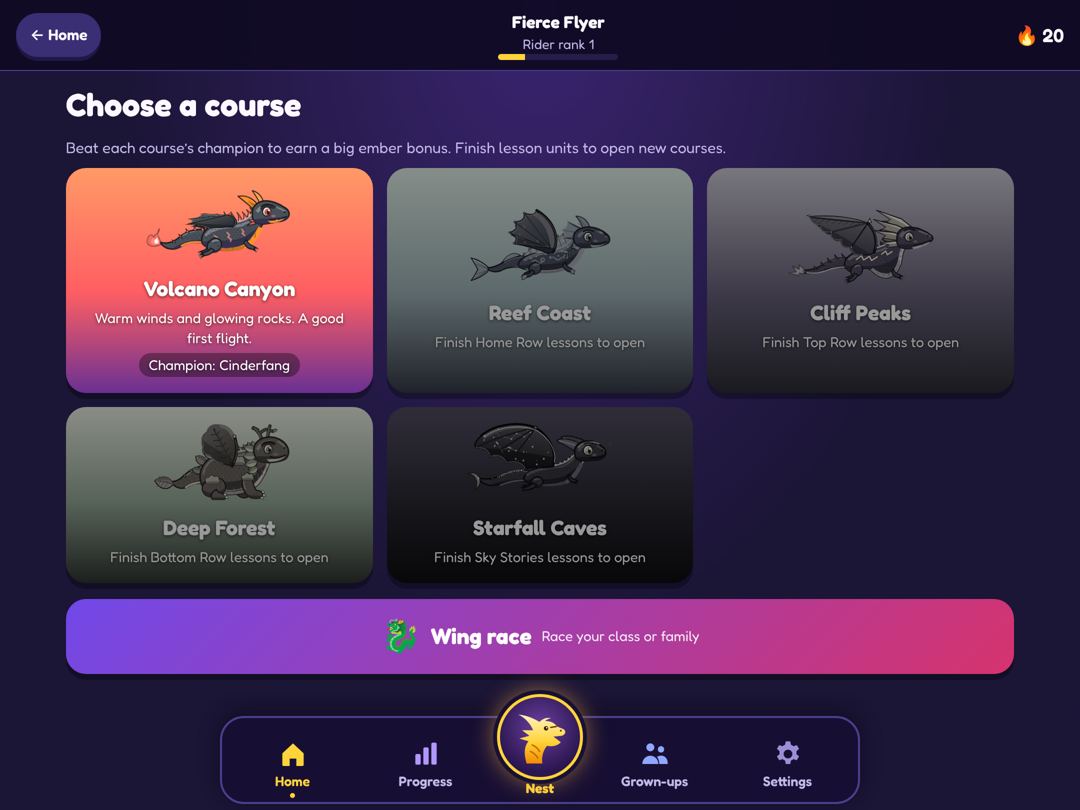 ← Home
Fierce Flyer
Rider rank 1
20
Choose a course
Beat each course's champion to earn a big ember bonus. Finish lesson units to open new courses.
Volcano Canyon
Warm winds and glowing rocks. A good
first flight.
Champion: Cinderfang
Reef Coast
Finish Home Row lessons to open
Cliff Peaks
Finish Top Row lessons to open
Deep Forest
Finish Bottom Row lessons to open
Starfall Caves
Finish Sky Stories lessons to open
Wing race Race your class or family
Home
Progress
Nest
Grown-ups
Settings